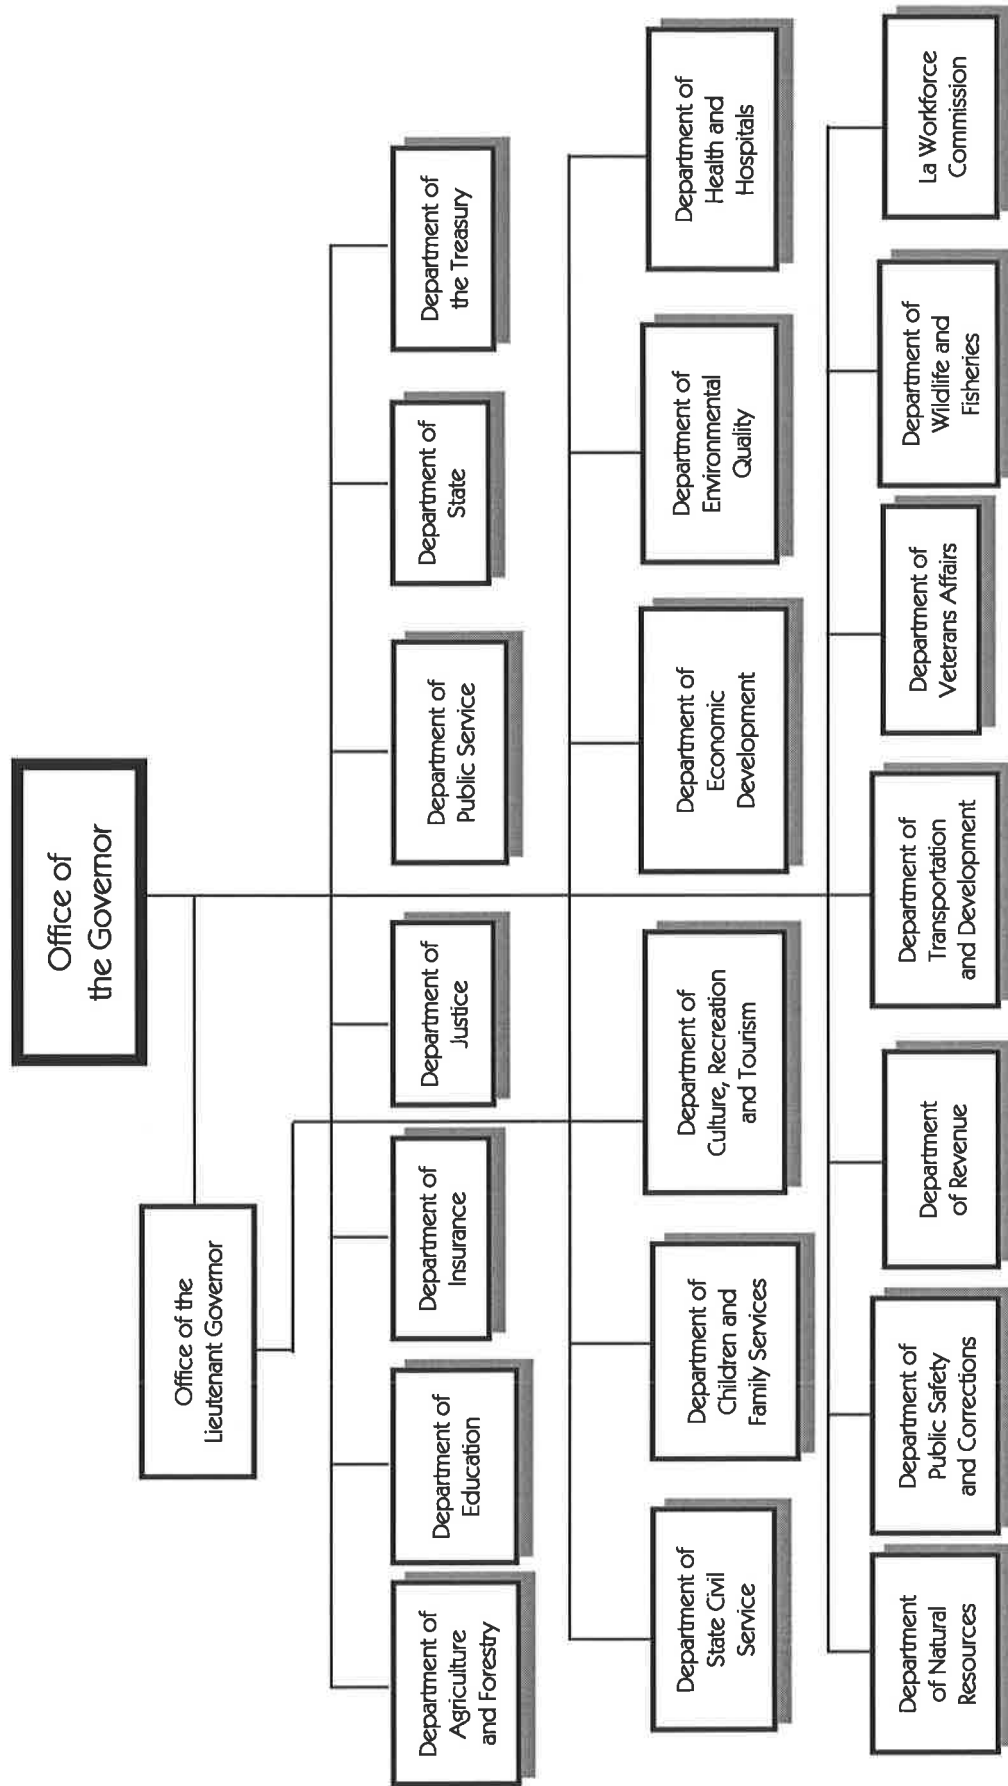 Office of
the Governor
Office of the
Lieutenant Governor
Department of
Agriculture
and Forestry
Department of
Education
Department of
Insurance
Department of
Justice
Department of
Public Service
Department of
State
Department of
the Treasury
Department of
State Civil
Service
Department of
Children and
Family Services
Department of
Culture, Recreation
and Tourism
Department of
Economic
Development
Department of
Environmental
Quality
Department of
Health and
Hospitals
Department
of Natural
Resources
Department of
Public Safety
and Corrections
Department
of Revenue
Department of
Transportation
and Development
Department of
Veterans Affairs
Department of
Wildlife and
Fisheries
La Workforce
Commission